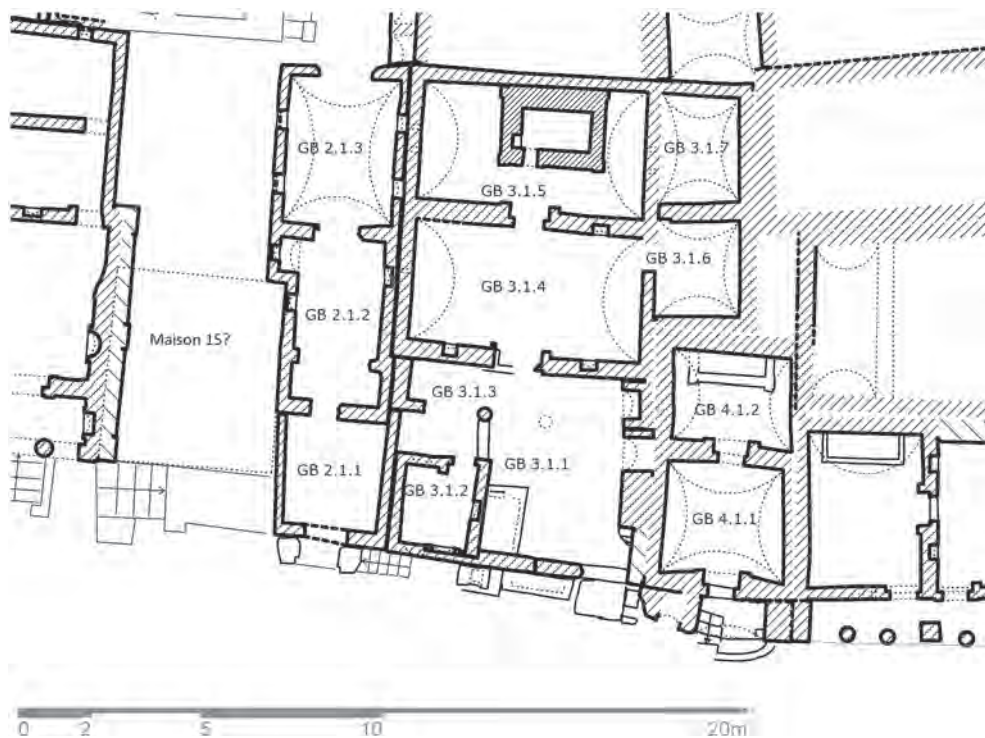 GB 2.1.3
GB 3.1.7
GB 3.1.5
GB 3.1.6
GB 3.1.4
GB 2.1.2
Maison 15?
GB 3.1.3
GB 4.1.2
GB 3.1.1
GB 2.1.1
GB 3.1.2
GB 4.1.1
0 2 5 10 20m